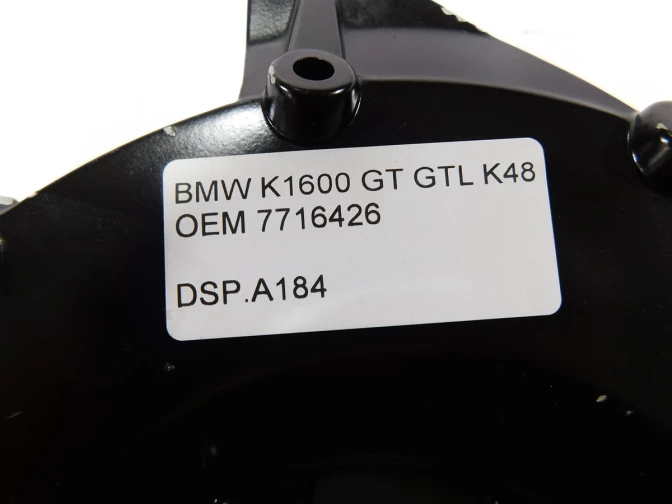 BMW K1600 GT GTL K48
OEM 7716426
DSP.A184